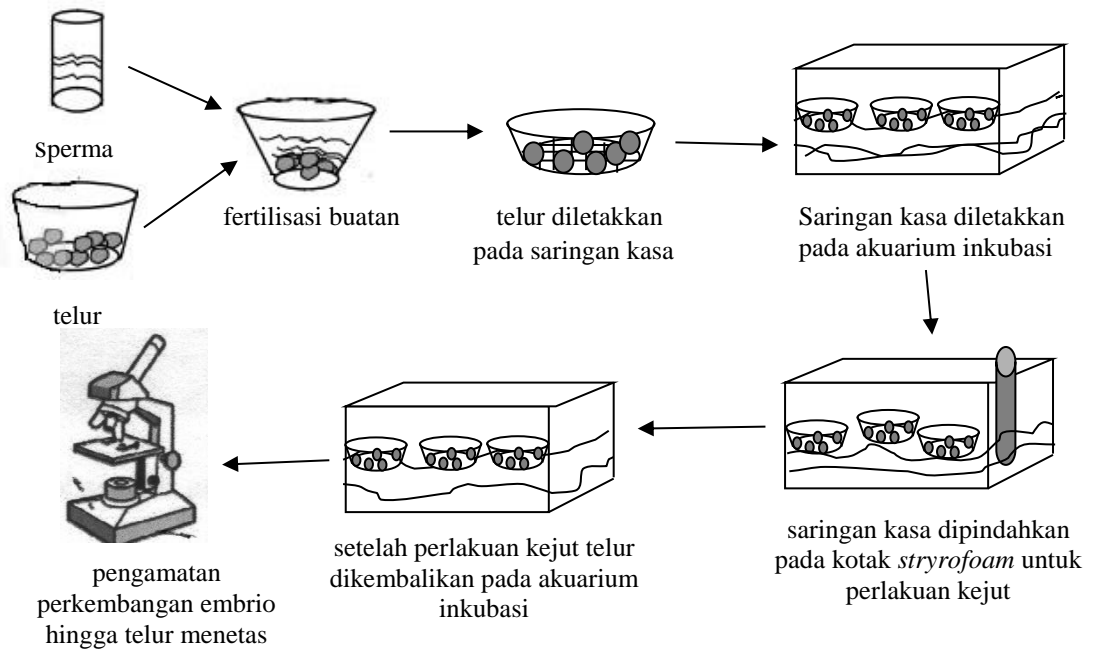 Sperma
telur
fertilisasi buatan
telur diletakkan
pada saringan kasa
Saringan kasa diletakkan
pada akuarium inkubasi
saringan kasa dipindahkan
pada kotak stryrofoam untuk
perlakuan kejut
setelah perlakuan kejut telur
dikembalikan pada akuarium
inkubasi
pengamatan
perkembangan embrio
hingga telur menetas